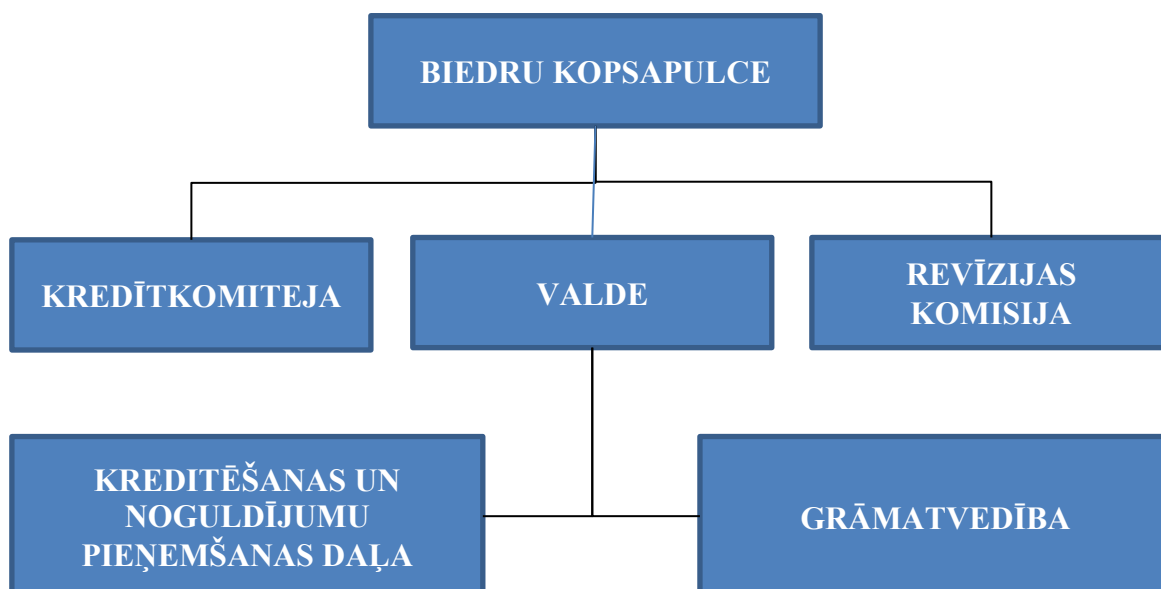 BIEDRU KOPSAPULCE
KREDĪTKOMITEJA
VALDE
REVĪZIJAS
KOMISIJA
KREDITĒŠANAS UN
NOGULDĪJUMU
PIEŅEMŠANAS DAĻA
GRĀMATVEDĪBA